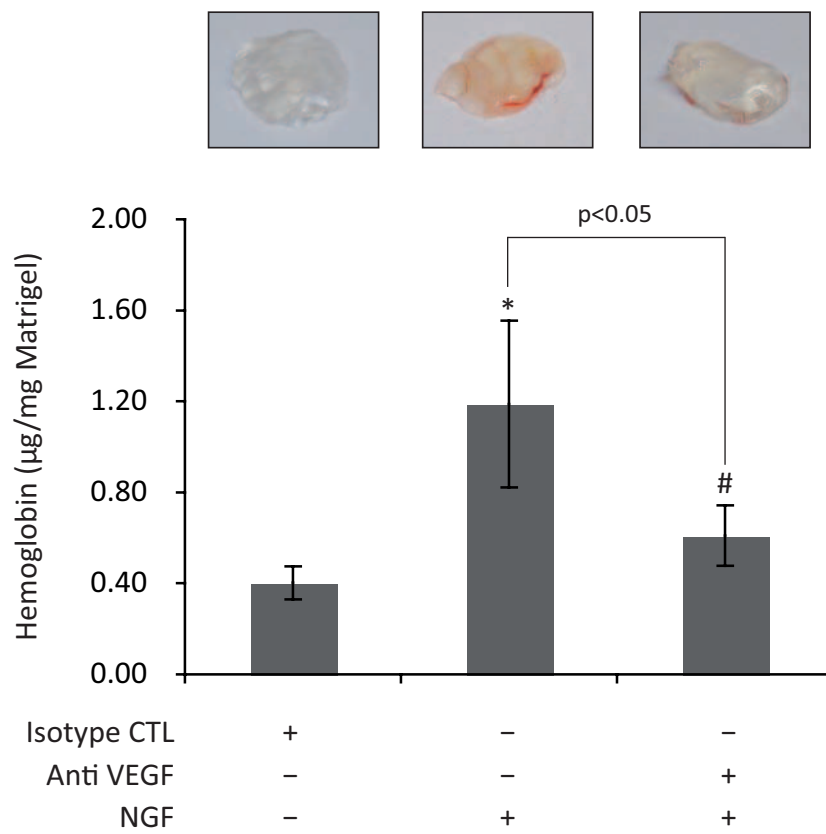 p<0.05
2.00
1.60
*
1.20
0.80
#
0.40
0.00
Hemoglobin (µg/mg Matrigel)
Isotype CTL + − −
Anti VEGF − − +
NGF − + +